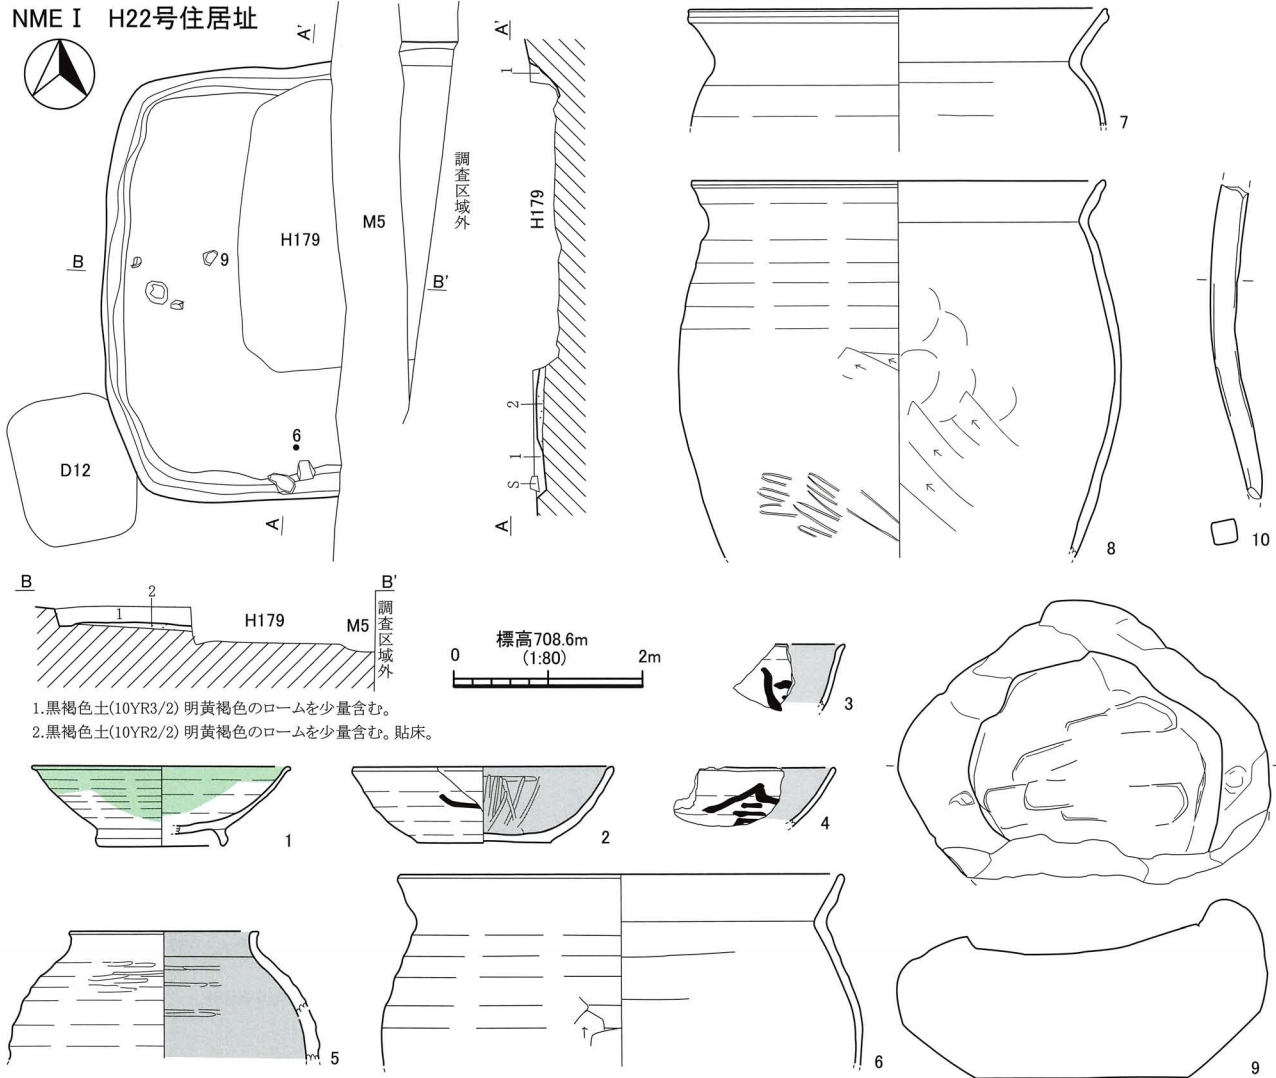 NME I H22号住居址
A'
A'
1
7
調査区域外
H179
M5
H179
B
9
B'
2
6
1
D12
S
A
A
8
10
B
2
B'
1
H179
M5
調査区域外
標高708.6m
0
(1:80)
2m
3
1.黒褐色土(10YR3/2) 明黄褐色のロームを少量含む。
2.黒褐色土(10YR2/2) 明黄褐色のロームを少量含む。貼床。
1
2
4
5
6
9